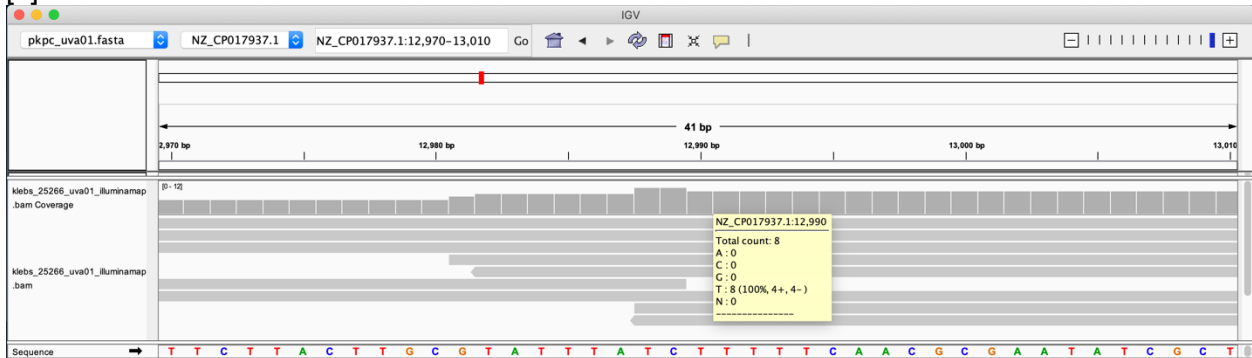 IGV
pkpc_uva01.fasta NZ_CP017937.1 NZ_CP017937.1:12,970-13,010 Go
41 bp
2,970 bp 12,980 bp 12,990 bp 13,000 bp 13,010
klebs_25266_uva01_illuminamap
.bam Coverage
[0 - 12]
NZ_CP017937.1:12,990
Total count: 8
A : 0
C : 0
G : 0
T : 8 (100%, 4+, 4- )
N : 0
---------------
klebs_25266_uva01_illuminamap
.bam
Sequence T T C T T A C T T G C G T A T T T A T C T T T T T C A A C G C G A A T A T C G C T